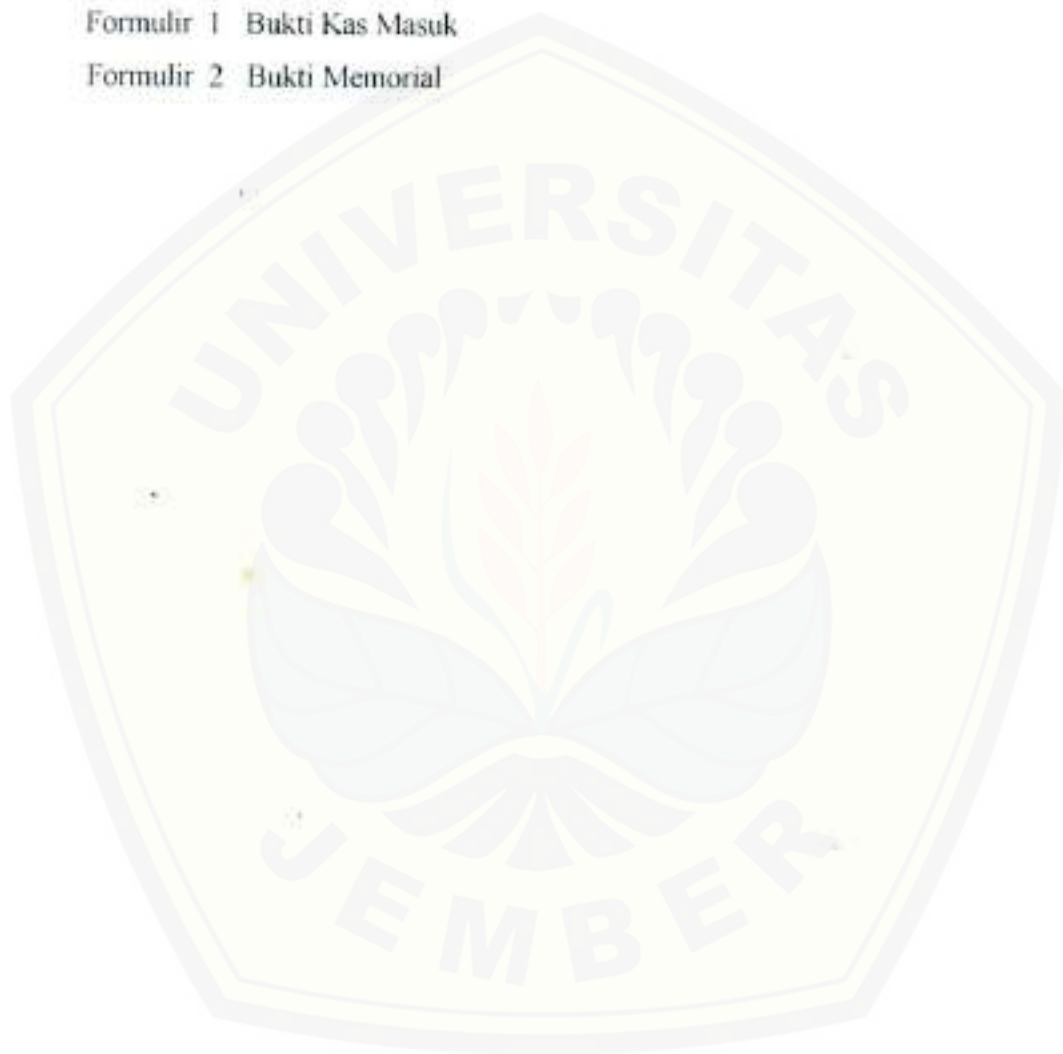 Formulir 1 Bukti Kas Masuk
Formulir 2 Bukti Memorial
UNIVERSITAS
JEMBER